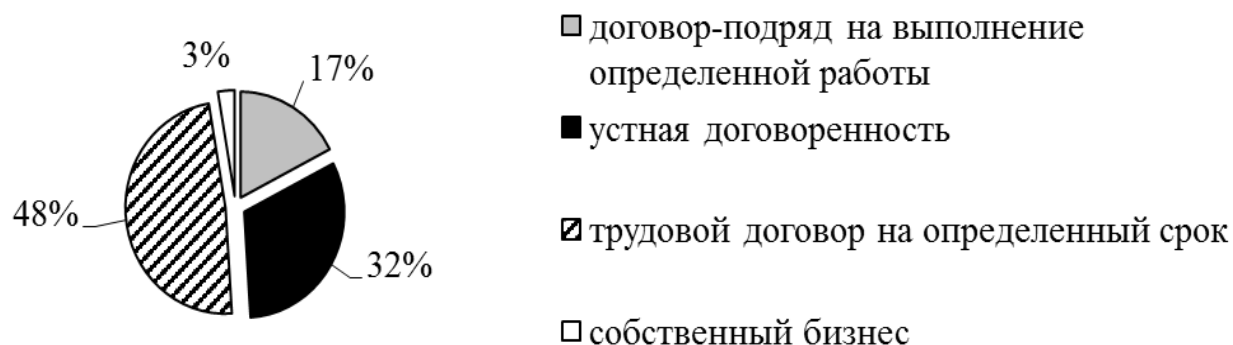 3%
17%
48%
32%
договор-подряд на выполнение
определенной работы
устная договоренность
трудовой договор на определенный срок
собственный бизнес